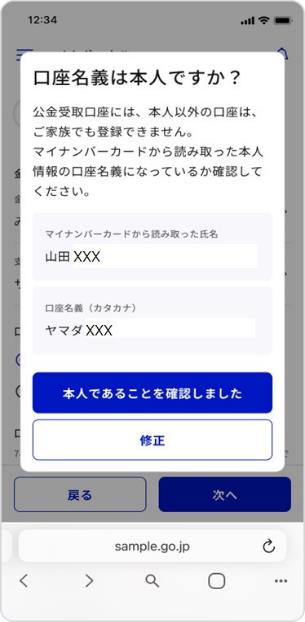 12:34
口座名義は本人ですか？
公金受取口座には、本人以外の口座は、
ご家族でも登録できません。
マイナンバーカードから読み取った本人
情報の口座名義になっているか確認して
ください。
マイナンバーカードから読み取った氏名
山田 XXX
口座名義（カタカナ）
ヤマダ XXX
本人であることを確認しました
修正
戻る
次へ
sample.go.jp